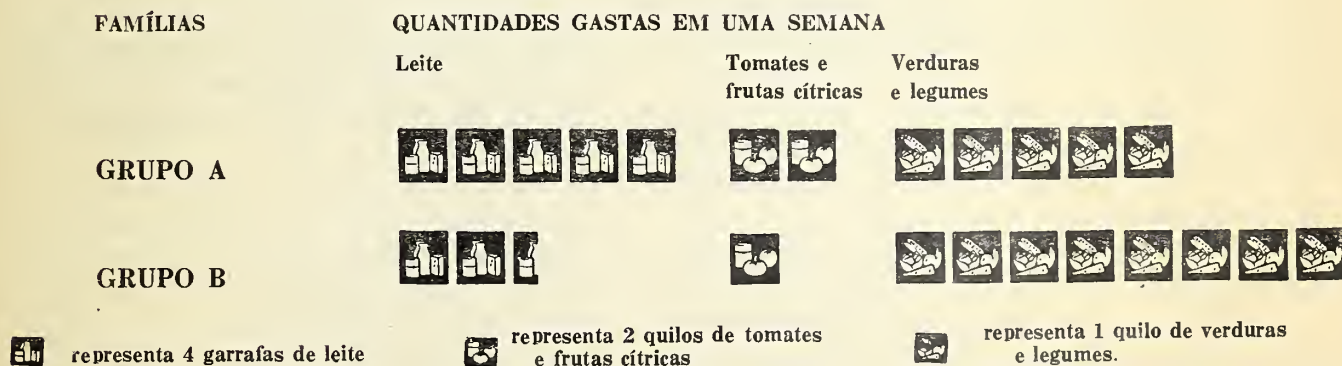 FAMÍLIAS QUANTIDADES GASTAS EM UMA SEMANA
Leite Tomates e Verduras
frutas cítricas e legumes
GRUPO A
GRUPO B
representa 4 garrafas de leite
representa 2 quilos de tomates
e frutas cítricas
representa 1 quilo de verduras
e legumes.